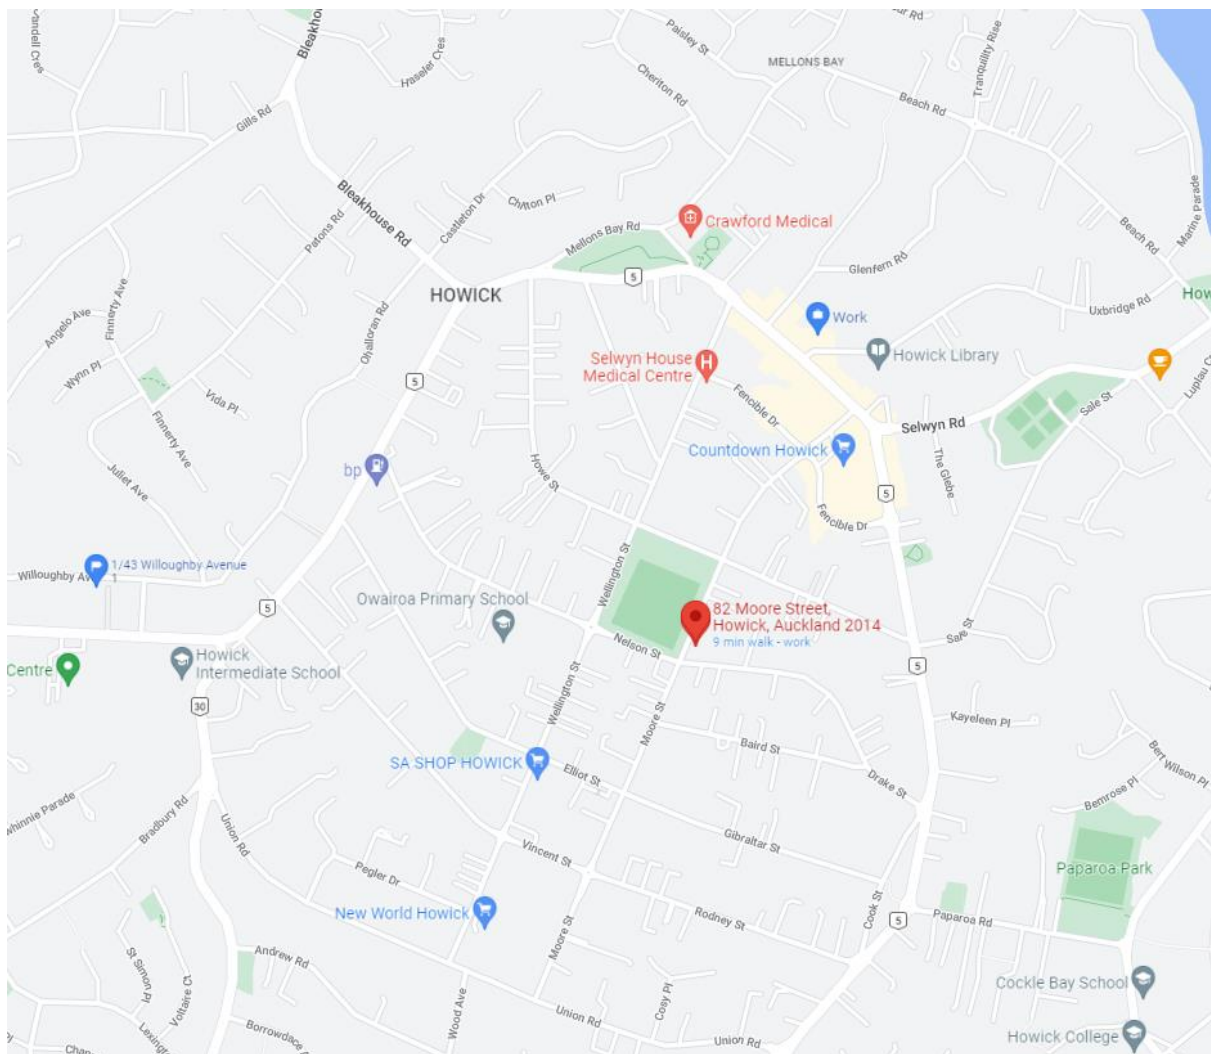 Bleakhouse
Haseler Cres
Paisley St
Cheriton Rd
MELLONS BAY
Tranquility Rise
Beach Rd
Gills Rd
Bleakhouse Rd
Patons Rd
Castleton Dr
Chitton Pl
Mellons Bay Rd
Crawford Medical
Marine Parade
Beach Rd
Glenfern Rd
Angelo Ave
Finnerty Ave
Ohalloran Rd
HOWICK
5
Work
Uxbridge Rd
Wylin Pl
Vida Pl
5
Selwyn House
Medical Centre
Howick Library
Finnerty Ave
Fencible Dr
Sale St
Selwyn Rd
Juliet Ave
bp
Howe St
Countdown Howick
The Glebe
5
Fencible Dr
1/43 Willoughby Avenue
1
5
Wellington St
Owairoa Primary School
82 Moore Street,
Howick, Auckland 2014
9 min walk - work
Nelson St
Sale St
Centre
Howick
Intermediate School
5
30
Wellington St
Moore St
Kayeleen Pl
Baird St
SA SHOP HOWICK
Elliot St
Drake St
Bert Wilson Pl
Bemrose Pl
Bradbury Rd
Union Rd
Gibraltar St
Vincent St
Paparoa Park
Pegler Dr
New World Howick
Rodney St
Cook St
5
Paparoa Rd
Moore St
Andrew Rd
St Simon Pl
Voltaire Ct
Cockle Bay School
Wood Ave
Cosy Pl
Union Rd
Union Rd
Howick College